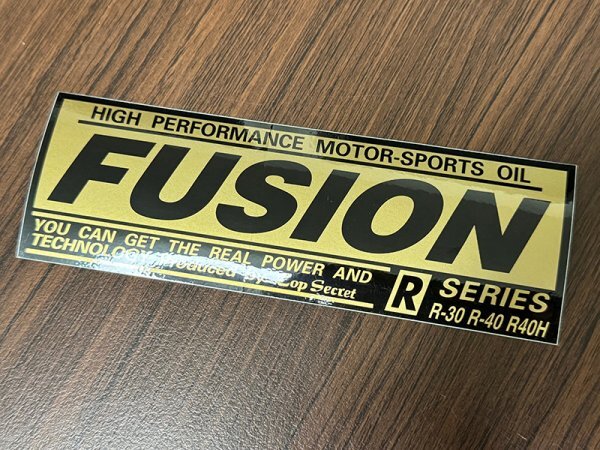 HIGH PERFORMANCE MOTOR-SPORTS OIL
FUSION
YOU CAN GET THE REAL POWER AND
TECHNOLOGY Produced by Top Secret
R SERIES
R-30 R-40 R40H